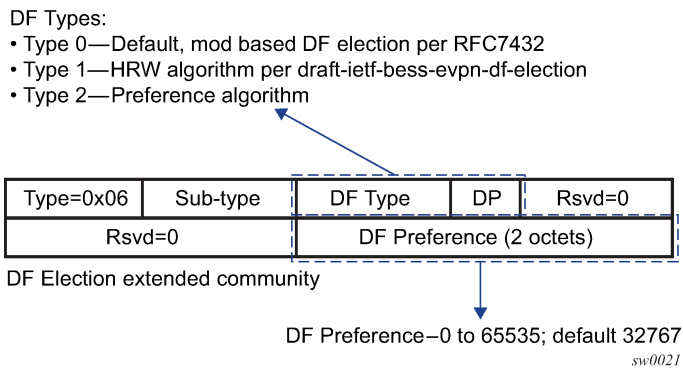 DF Types:
• Type 0—Default, mod based DF election per RFC7432
• Type 1—HRW algorithm per draft-ietf-bess-evpn-df-election
• Type 2—Preference algorithm
Type=0x06 Sub-type DF Type DP Rsvd=0
Rsvd=0 DF Preference (2 octets)
DF Election extended community
DF Preference–0 to 65535; default 32767
sw0021